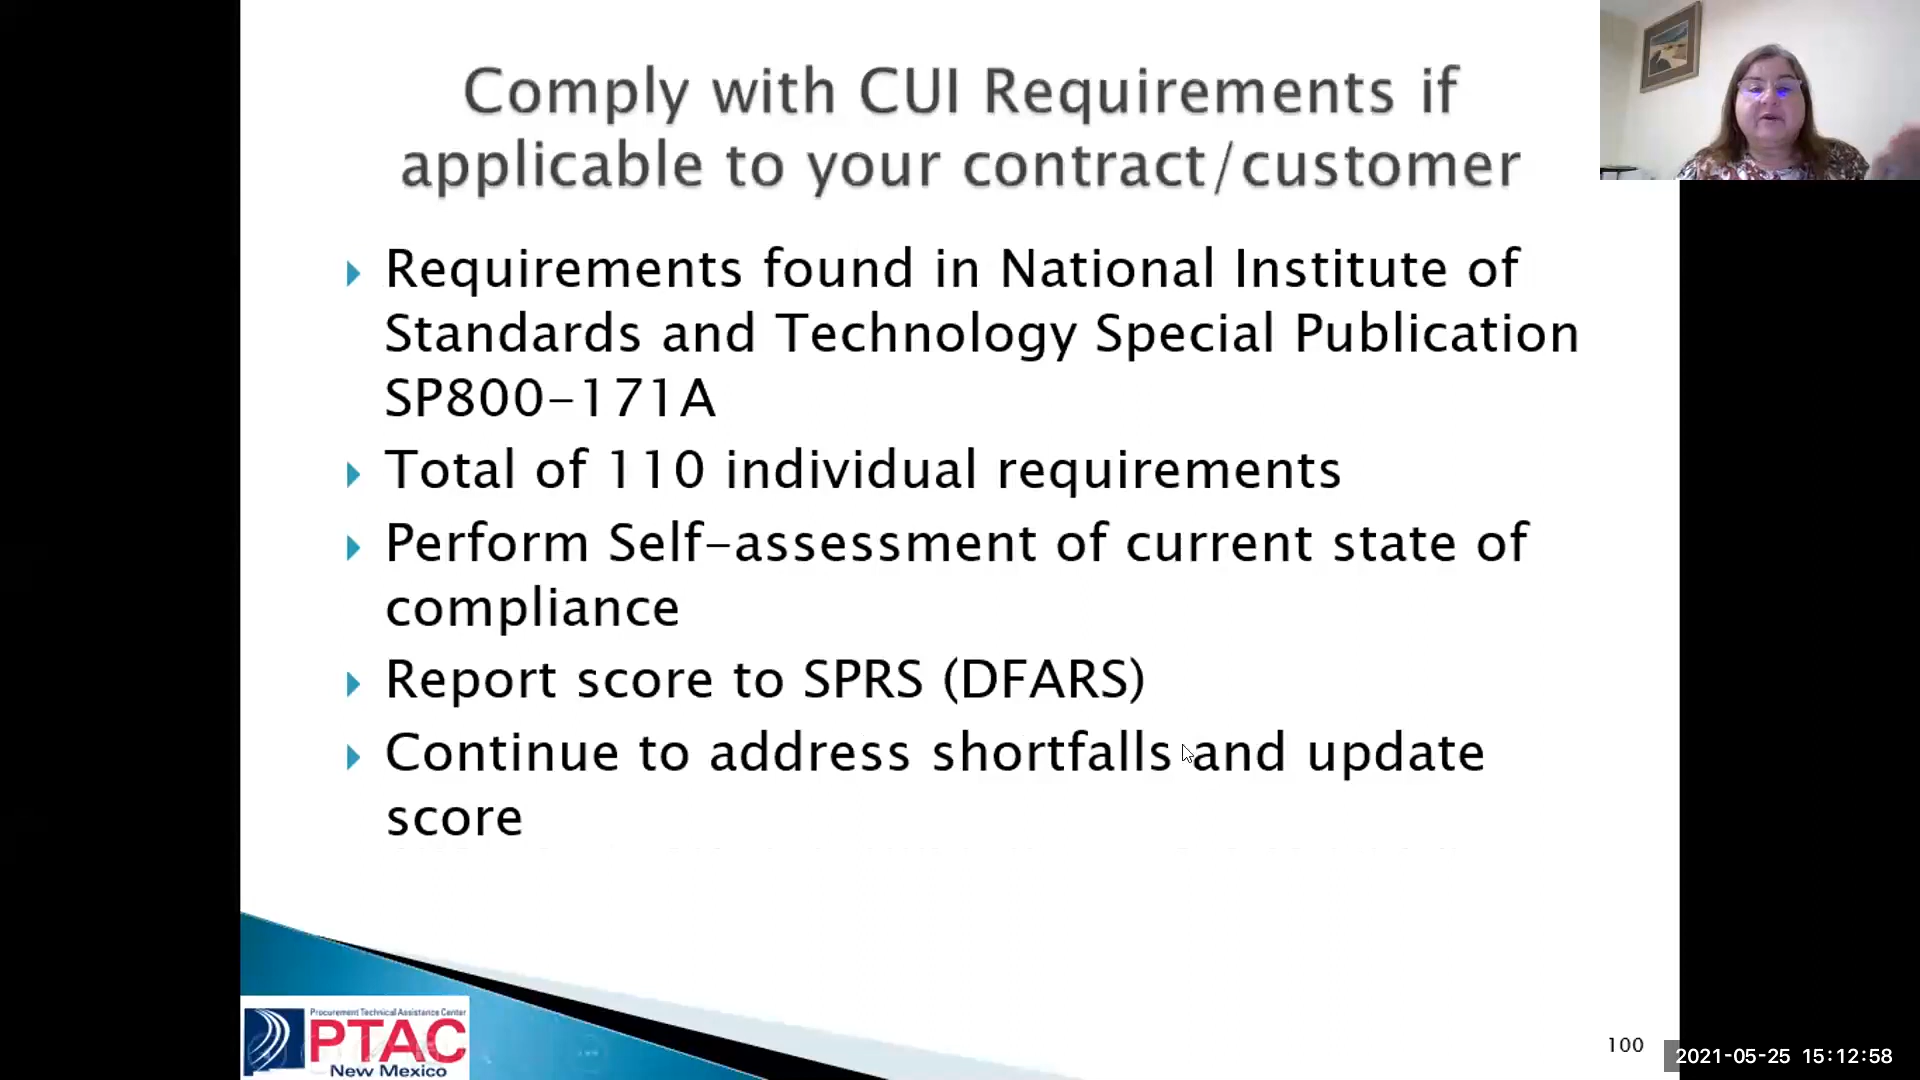 Comply with CUI Requirements if
applicable to your contract/customer
Requirements found in National Institute of
Standards and Technology Special Publication
SP800-171A
Total of 110 individual requirements
Perform Self-assessment of current state of
compliance
Report score to SPRS (DFARS)
Continue to address shortfalls and update
score
Procurement Technical Assistance Center
PTAC
New Mexico
100
2021-05-25 15:12:58